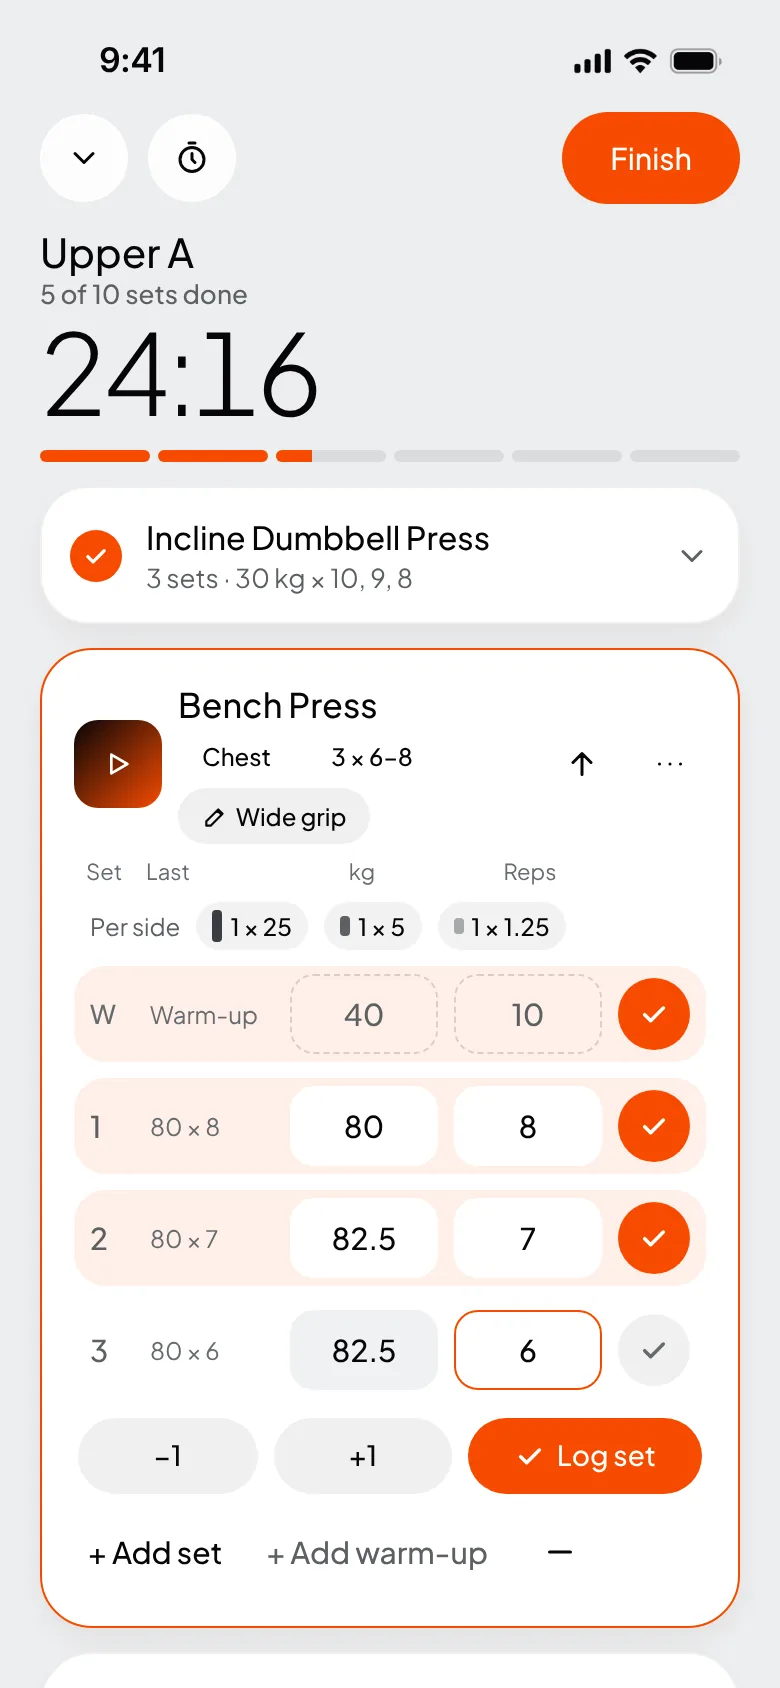 9:41
Finish
Upper A
5 of 10 sets done
24:16
Incline Dumbbell Press
3 sets · 30 kg × 10, 9, 8
Bench Press
Chest 3 × 6–8
Wide grip
Set Last kg Reps
Per side 1 × 25 1 × 5 1 × 1.25
W Warm-up 40 10
1 80 × 8 80 8
2 80 × 7 82.5 7
3 80 × 6 82.5 6
−1 +1 Log set
+ Add set + Add warm-up